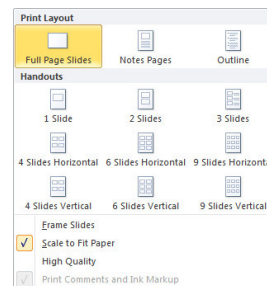 Print Layout
Full Page Slides Notes Pages Outline
Handouts
1 Slide 2 Slides 3 Slides
4 Slides Horizontal 6 Slides Horizontal 9 Slides Horizont
4 Slides Vertical 6 Slides Vertical 9 Slides Vertical
Frame Slides
Scale to Fit Paper
High Quality
Print Comments and Ink Markup